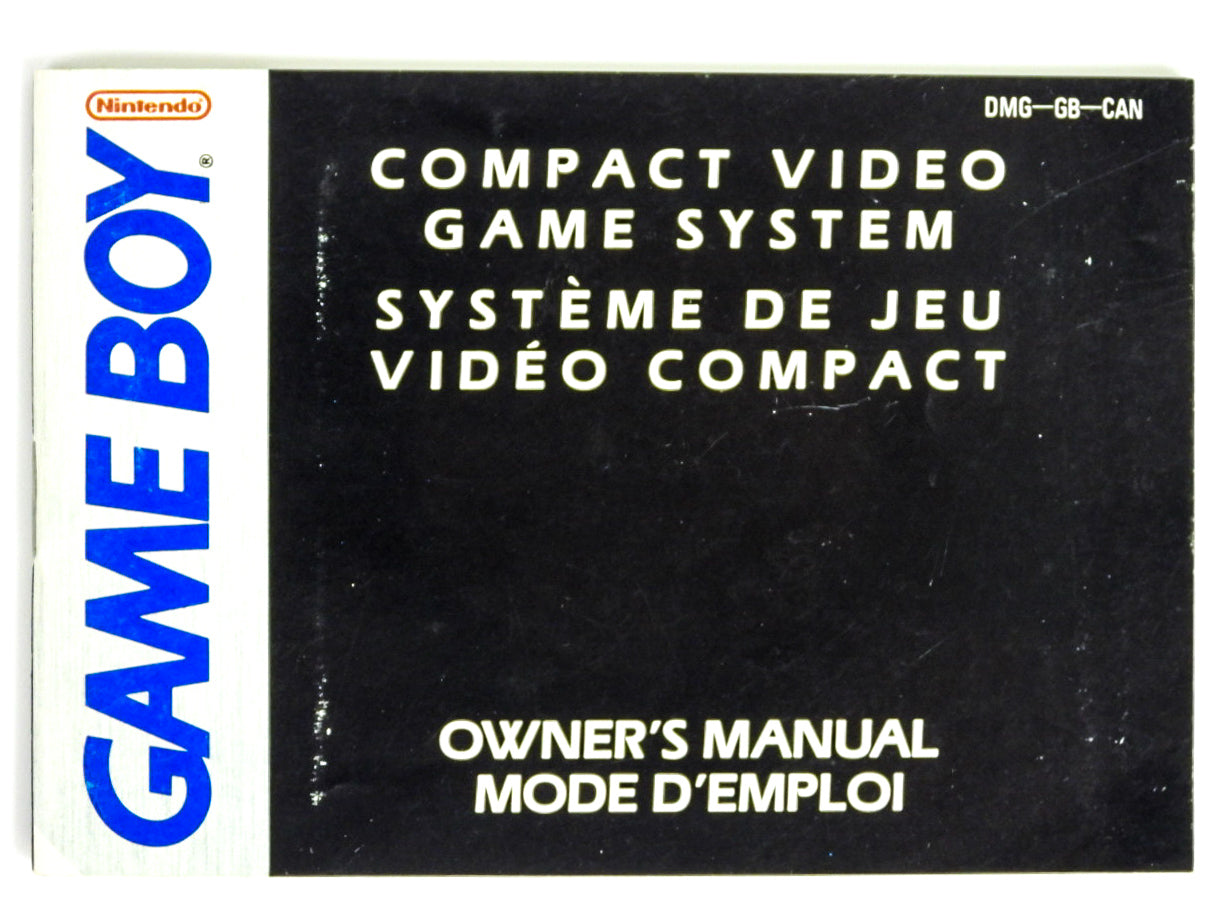 Nintendo®
GAME BOY®
DMG—GB—CAN
COMPACT VIDEO
GAME SYSTEM
SYSTÈME DE JEU
VIDÉO COMPACT
OWNER'S MANUAL
MODE D'EMPLOI